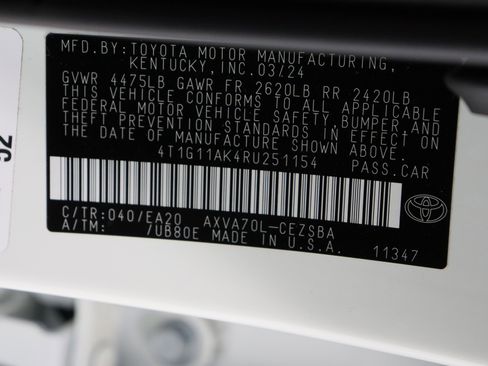 MFD.BY:TOYOTA MOTOR MANUFACTURING,
KENTUCKY,INC.03/24
GVWR 4475LB GAWR FR 2620LB RR 2420LB
THIS VEHICLE CONFORMS TO ALL APPLICABLE
FEDERAL MOTOR VEHICLE SAFETY, BUMPER, AND
THEFT PREVENTION STANDARDS IN EFFECT ON
THE DATE OF MANUFACTURE SHOWN ABOVE.
4T1G11AK4RU251154 PASS.CAR
C/TR:040/EA20 AXVA70L-CEZSBA
A/TM: /UB80E MADE IN U.S.A.
11347